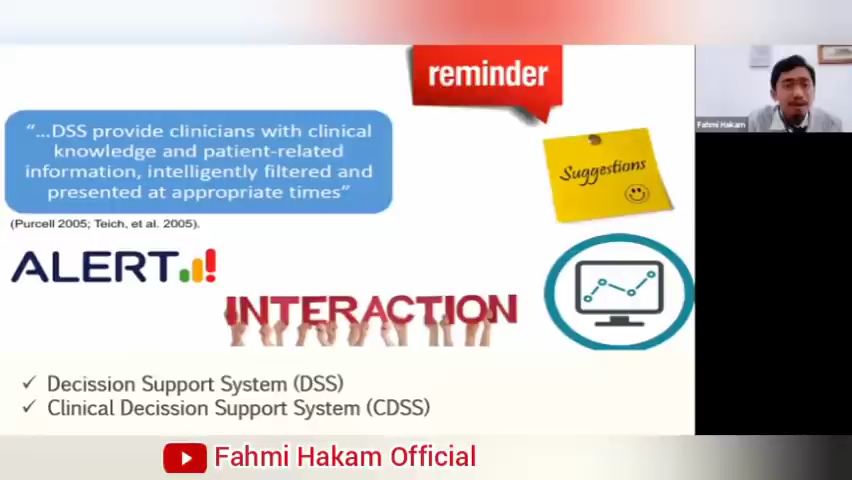 reminder
"...DSS provide clinicians with clinical
knowledge and patient-related
information, intelligently filtered and
presented at appropriate times"
(Purcell 2005; Teich, et al. 2005).
Suggestions
Fahmi Hakam
ALERT
INTERACTION
✓ Decission Support System (DSS)
✓ Clinical Decission Support System (CDSS)
Fahmi Hakam Official